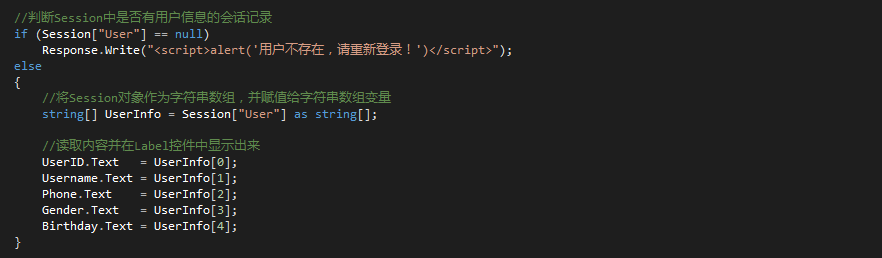 //判断Session中是否有用户信息的会话记录
if (Session["User"] == null)
    Response.Write("<script>alert('用户不存在，请重新登录！')</script>");
else
{
    //将Session对象作为字符串数组，并赋值给字符串数组变量
    string[] UserInfo = Session["User"] as string[];

    //读取内容并在Label控件中显示出来
    UserID.Text   = UserInfo[0];
    Username.Text = UserInfo[1];
    Phone.Text    = UserInfo[2];
    Gender.Text   = UserInfo[3];
    Birthday.Text = UserInfo[4];
}